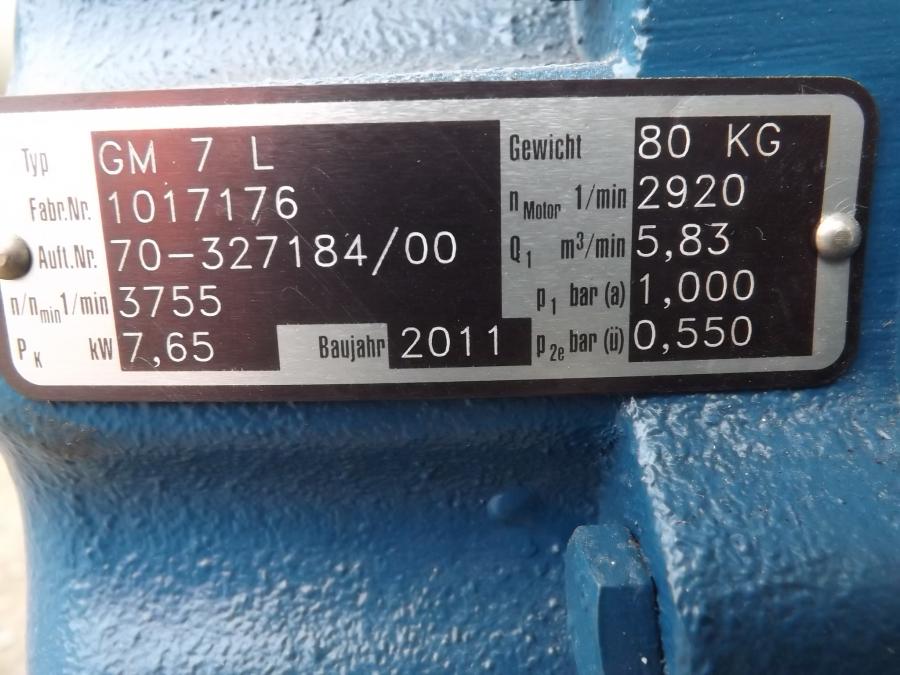 Typ GM 7 L Gewicht 80 KG
Fabr.Nr. 1017176 n Motor 1/min 2920
Auft.Nr. 70-327184/00 Q1 m³/min 5,83
n/nmin1/min 3755 p1 bar (a) 1,000
PK kW 7,65 Baujahr 2011 p2e bar (ü) 0,550